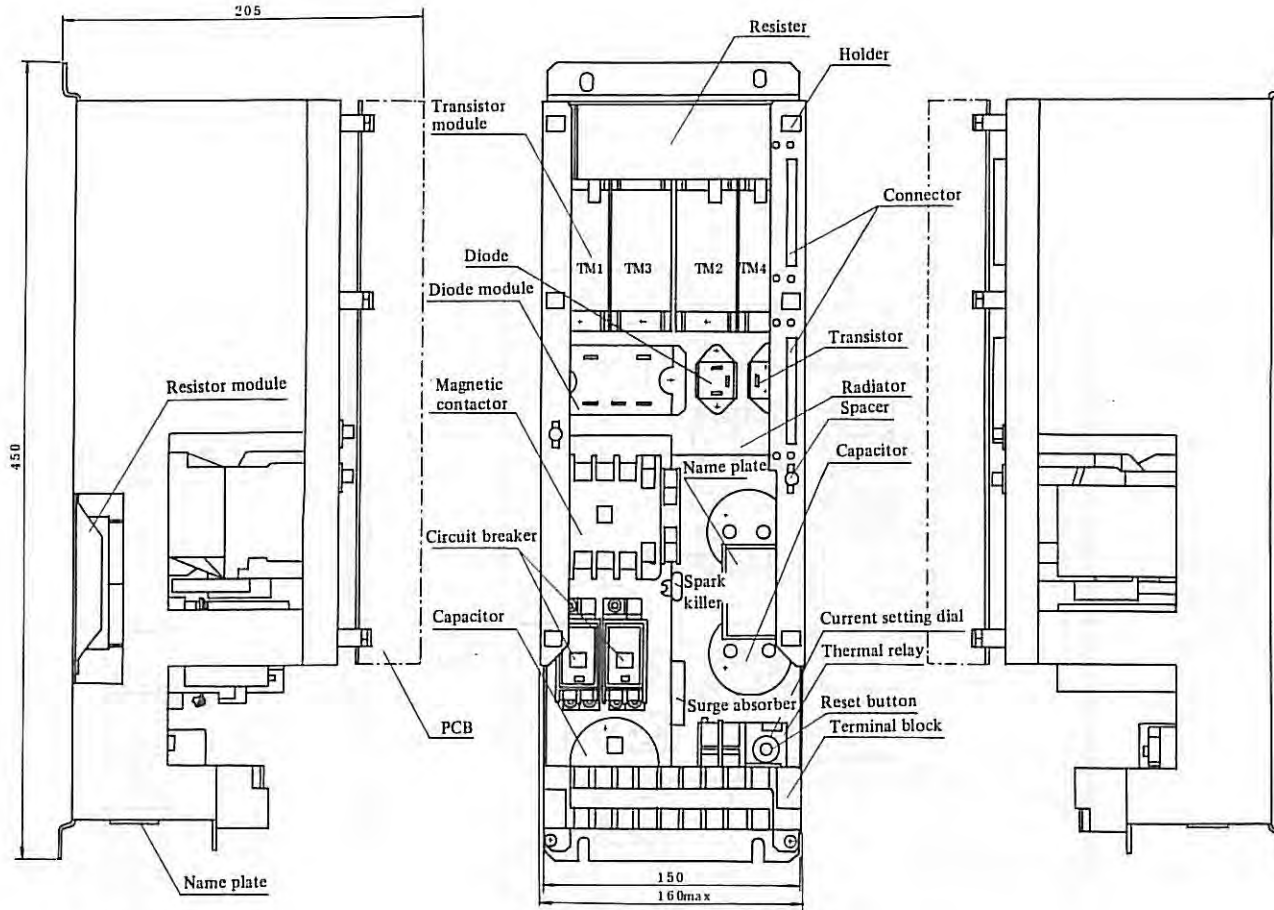 205
Resister
Holder
Transistor
module
Connector
TM1
TM3
TM2
TM4
Diode
Diode module
Transistor
Resistor module
Magnetic
contactor
Radiator
Spacer
450
Name plate
Capacitor
Circuit breaker
Spark
killer
Capacitor
Current setting dial
Thermal relay
Surge absorber
Reset button
PCB
Terminal block
Name plate
150
160max